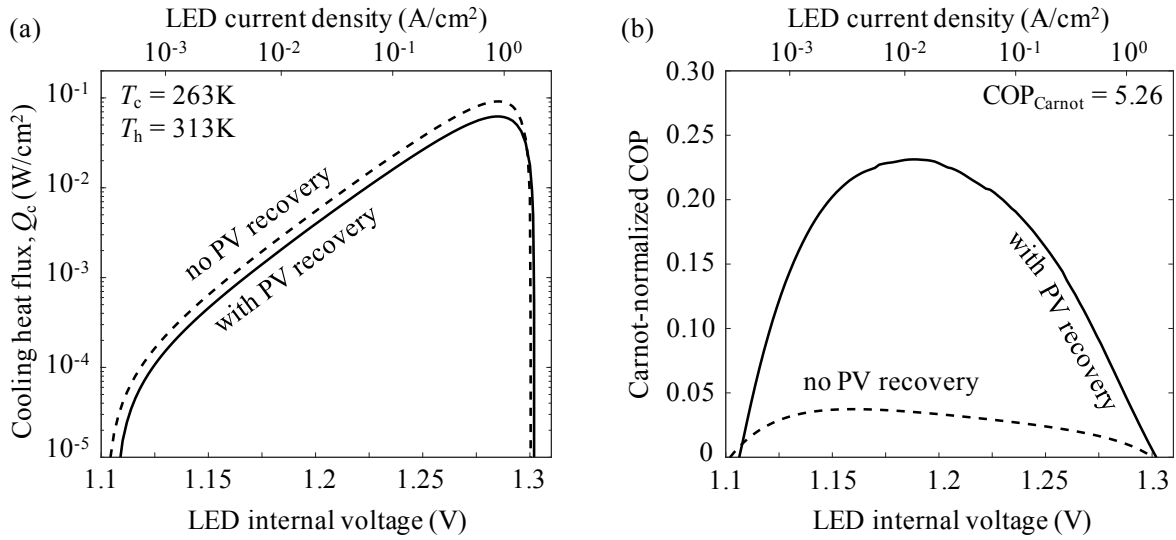 (a)
LED current density (A/cm²)
10⁻³ 10⁻² 10⁻¹ 10⁰
Cooling heat flux, Q_c (W/cm²)
10⁻¹
10⁻²
10⁻³
10⁻⁴
10⁻⁵
T_c = 263K
T_h = 313K
no PV recovery
with PV recovery
1.1 1.15 1.2 1.25 1.3
LED internal voltage (V)
(b)
LED current density (A/cm²)
10⁻³ 10⁻² 10⁻¹ 10⁰
Carnot-normalized COP
0.30
0.25
0.20
0.15
0.10
0.05
0
COP_Carnot = 5.26
with PV recovery
no PV recovery
1.1 1.15 1.2 1.25 1.3
LED internal voltage (V)